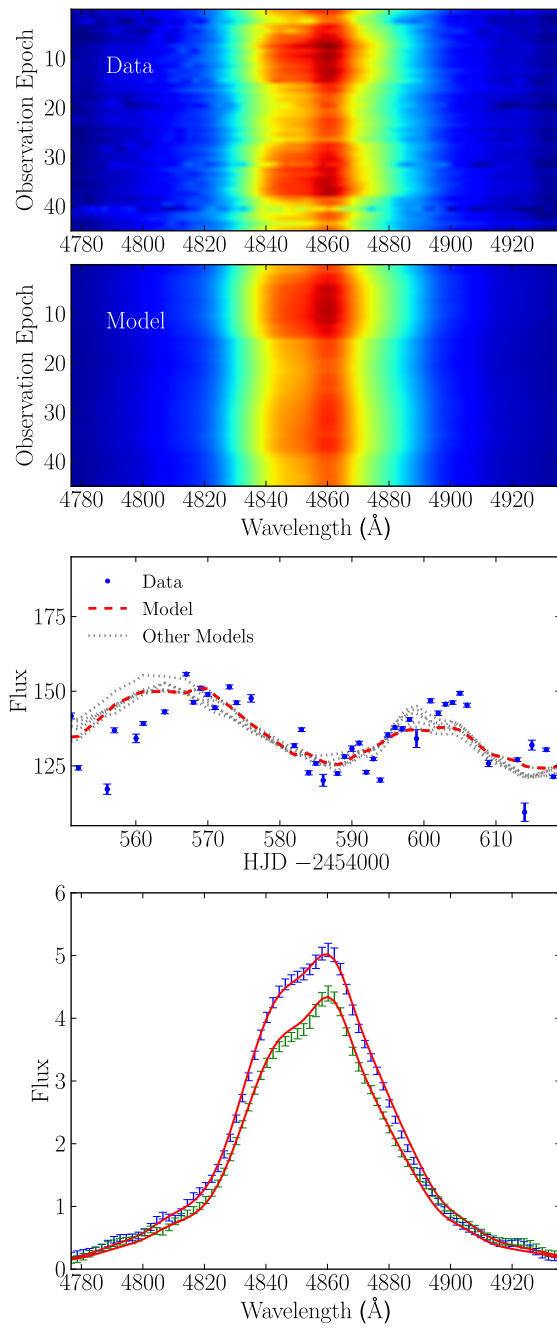 0
10
20
30
40
Observation Epoch
Data
4780 4800 4820 4840 4860 4880 4900 4920
10
20
30
40
Observation Epoch
Model
4780 4800 4820 4840 4860 4880 4900 4920
Wavelength (Å)
175
150
125
Flux
Data
Model
Other Models
560 570 580 590 600 610
HJD −2454000
6
5
4
3
2
1
0
Flux
4780 4800 4820 4840 4860 4880 4900 4920
Wavelength (Å)